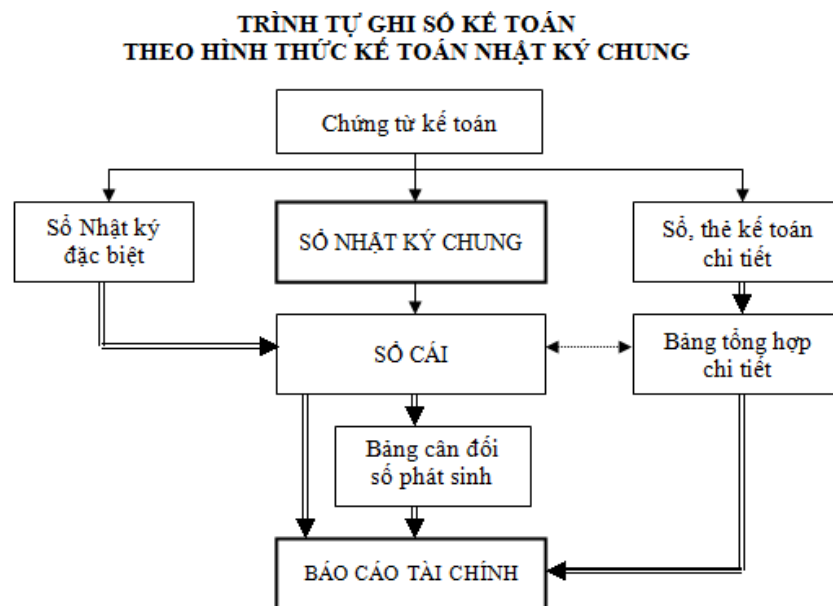 TRÌNH TỰ GHI SỔ KẾ TOÁN
THEO HÌNH THỨC KẾ TOÁN NHẬT KÝ CHUNG
Chứng từ kế toán
Sổ Nhật ký
đặc biệt
SỔ NHẬT KÝ CHUNG
Sổ, thẻ kế toán
chi tiết
SỔ CÁI
Bảng tổng hợp
chi tiết
Bảng cân đối
số phát sinh
BÁO CÁO TÀI CHÍNH